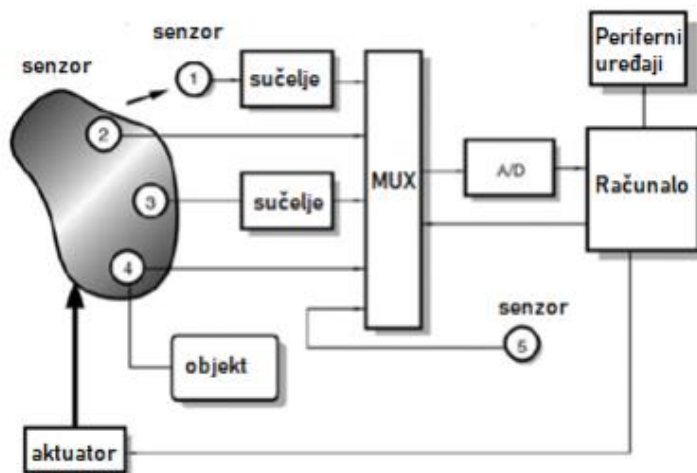 senzor
senzor
1
sučelje
Periferni
uređaji
2
MUX
A/D
Računalo
3
sučelje
4
senzor
5
objekt
aktuator